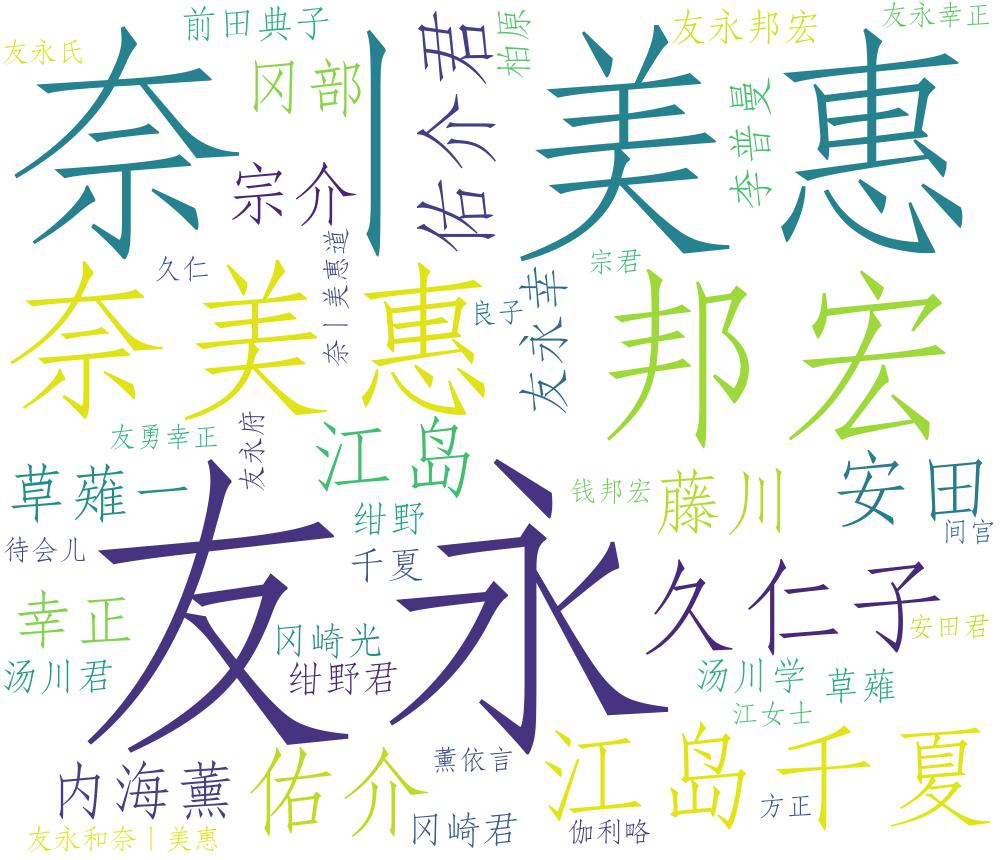 友永氏
前田典子
冈部
佑介君
柏原
友永邦宏
友永幸正
奈丨美惠
李普曼
宗介
久仁
奈丨美惠道
宗君
奈美惠
良子
友永幸
邦宏
友勇幸正
友永府
江岛
草薙一
绀野
钱邦宏
藤川
安田
间宫
待会儿
千夏
友永
久仁子
幸正
冈崎光
安田君
汤川君
绀野君
汤川学
草薙
江女士
内海薰
佑介
薰依言
江岛千夏
方正
冈崎君
伽利略
友永和奈丨美惠